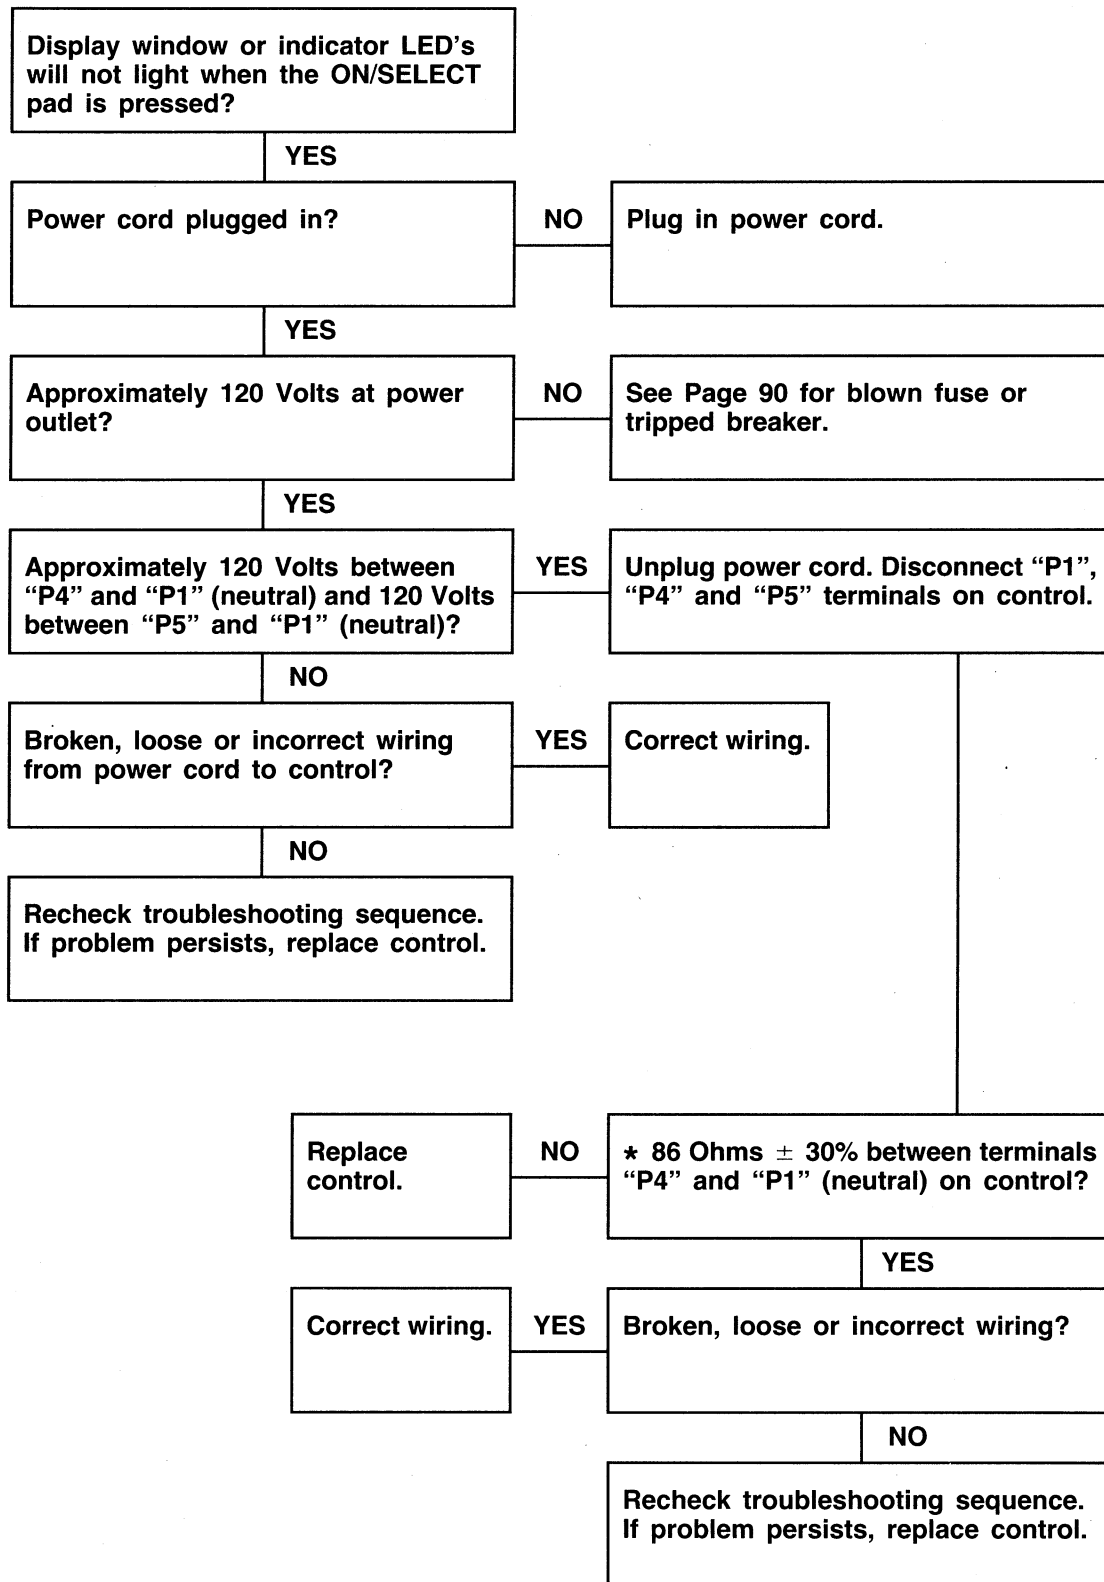 Display window or indicator LED's
will not light when the ON/SELECT
pad is pressed?
YES
Power cord plugged in?
NO
Plug in power cord.
YES
Approximately 120 Volts at power
outlet?
NO
See Page 90 for blown fuse or
tripped breaker.
YES
Approximately 120 Volts between
“P4” and “P1” (neutral) and 120 Volts
between “P5” and “P1” (neutral)?
YES
Unplug power cord. Disconnect “P1”,
“P4” and “P5” terminals on control.
NO
Broken, loose or incorrect wiring
from power cord to control?
YES
Correct wiring.
NO
Recheck troubleshooting sequence.
If problem persists, replace control.
Replace
control.
NO
* 86 Ohms ± 30% between terminals
“P4” and “P1” (neutral) on control?
YES
Correct wiring.
YES
Broken, loose or incorrect wiring?
NO
Recheck troubleshooting sequence.
If problem persists, replace control.